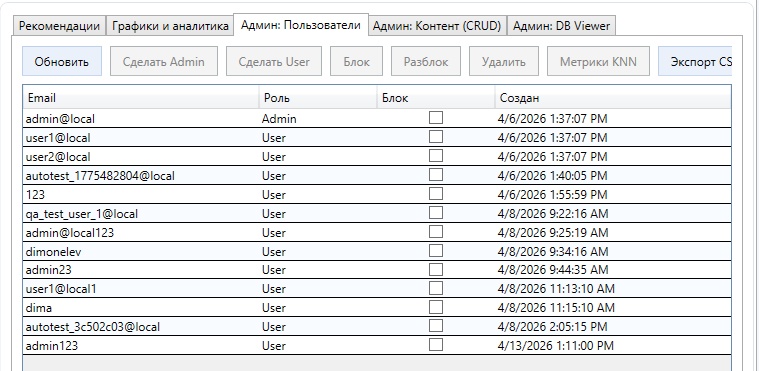 Рекомендации Графики и аналитика Админ: Пользователи Админ: Контент (CRUD) Админ: DB Viewer
Обновить Сделать Admin Сделать User Блок Разблок Удалить Метрики KNN Экспорт CS
Email Роль Блок Создан
admin@local Admin 4/6/2026 1:37:07 PM
user1@local User 4/6/2026 1:37:07 PM
user2@local User 4/6/2026 1:37:07 PM
autotest_1775482804@local User 4/6/2026 1:40:05 PM
123 User 4/6/2026 1:55:59 PM
qa_test_user_1@local User 4/8/2026 9:22:16 AM
admin@local123 User 4/8/2026 9:25:19 AM
dimonelev User 4/8/2026 9:34:16 AM
admin23 User 4/8/2026 9:44:35 AM
user1@local1 User 4/8/2026 11:13:10 AM
dima User 4/8/2026 11:15:10 AM
autotest_3c502c03@local User 4/8/2026 2:05:15 PM
admin123 User 4/13/2026 1:11:00 PM